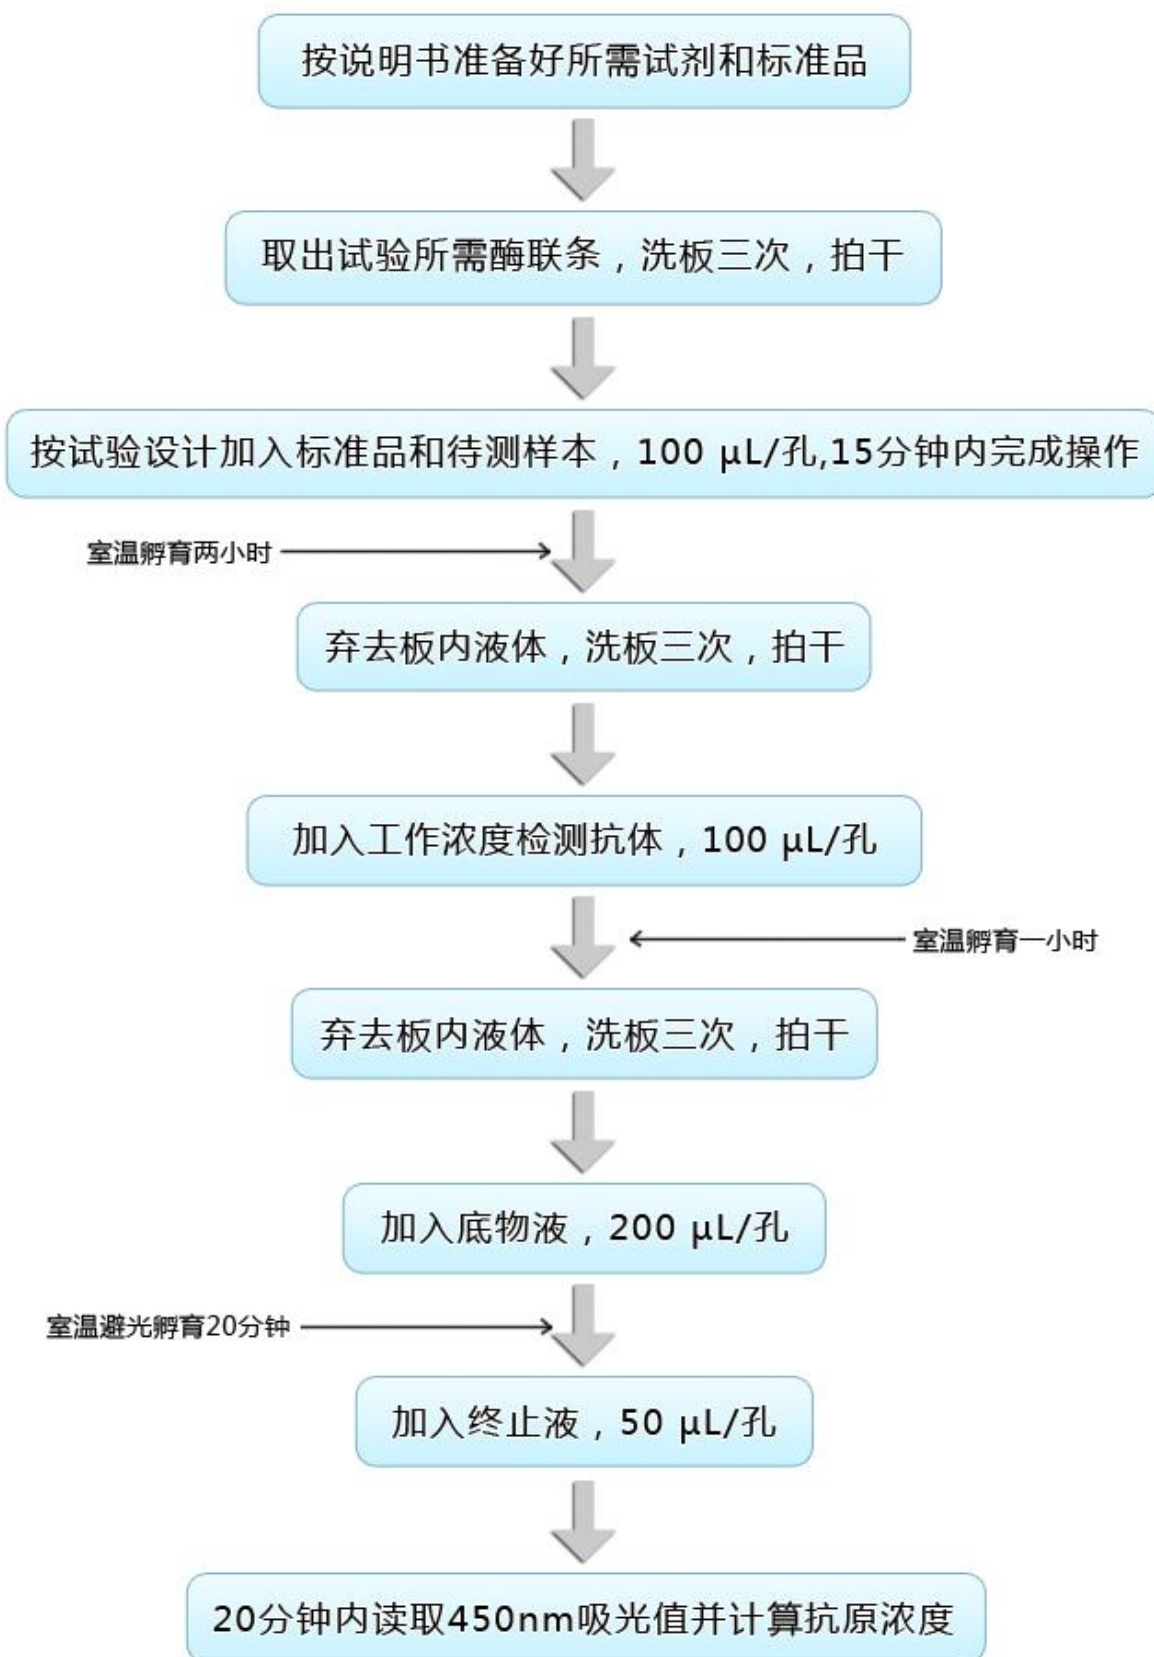 按说明书准备好所需试剂和标准品
取出试验所需酶联条，洗板三次，拍干
按试验设计加入标准品和待测样本，100 μL/孔,15分钟内完成操作
室温孵育两小时
弃去板内液体，洗板三次，拍干
加入工作浓度检测抗体，100 μL/孔
室温孵育一小时
弃去板内液体，洗板三次，拍干
加入底物液，200 μL/孔
室温避光孵育20分钟
加入终止液，50 μL/孔
20分钟内读取450nm吸光值并计算抗原浓度